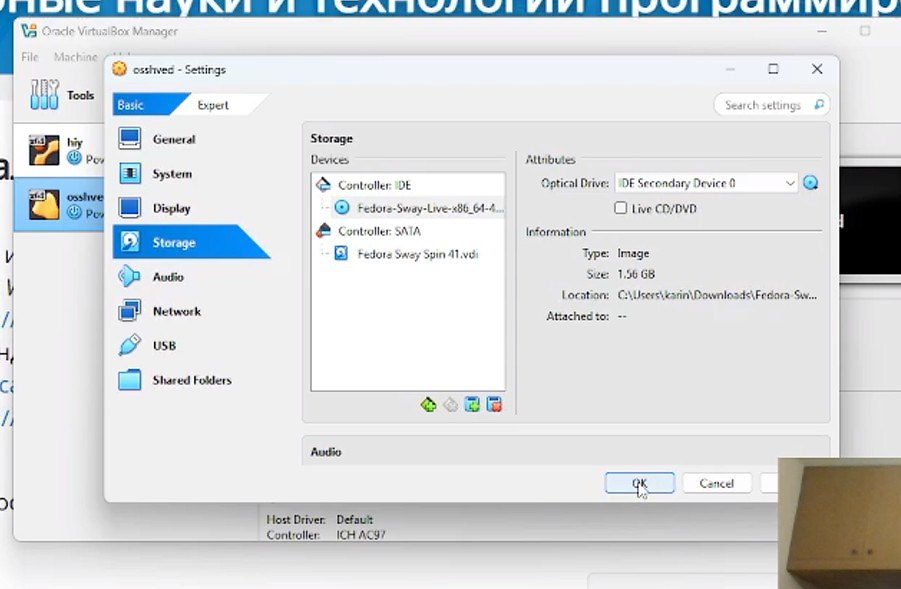 ные науки и технологии программир
Oracle VirtualBox Manager
File Machine
Tools
hiy
Pow
osshve
Pow
osshved - Settings
Basic Expert
Search settings
General
System
Display
Storage
Audio
Network
USB
Shared Folders
Storage
Devices
Controller: IDE
Fedora-Sway-Live-x86_64-4...
Controller: SATA
Fedora Sway Spin 41.vdi
Attributes
Optical Drive: IDE Secondary Device 0
Live CD/DVD
Information
Type: Image
Size: 1.56 GB
Location: C:\Users\karin\Downloads\Fedora-Sw...
Attached to: --
Audio
OK Cancel
Host Driver: Default
Controller: ICH AC97